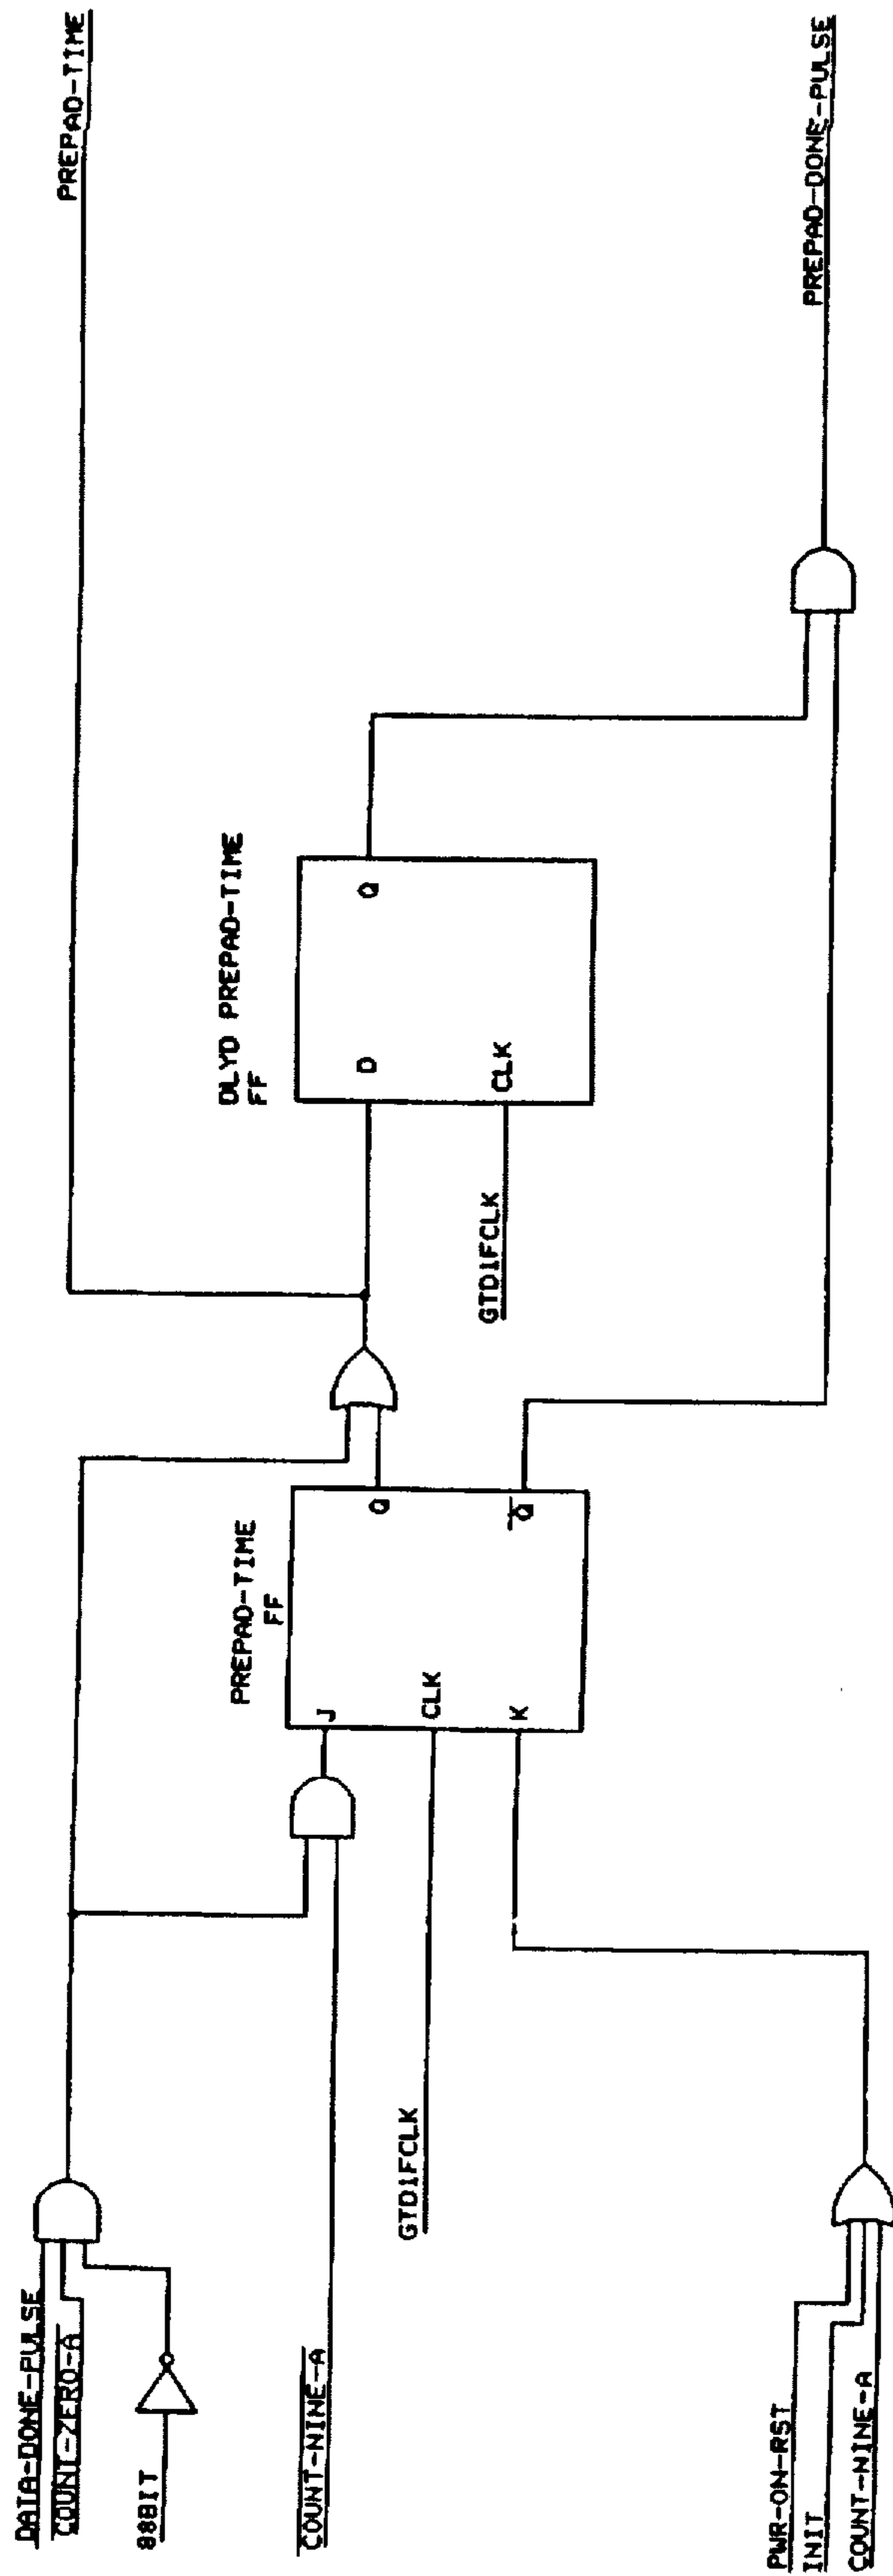 DATA-DONE-PULSE
COUNT-ZERO-A
88BIT
PREPAD-TIME
PREPAD-TIME
FF
DLYD PREPAD-TIME
FF
COUNT-NINE-A
J
Q
D
Q
GTD1FCLK
CLK
GTD1FCLK
CLK
K
Q̅
PWR-ON-RST
INIT
COUNT-NINE-A
PREPAD-DONE-PULSE